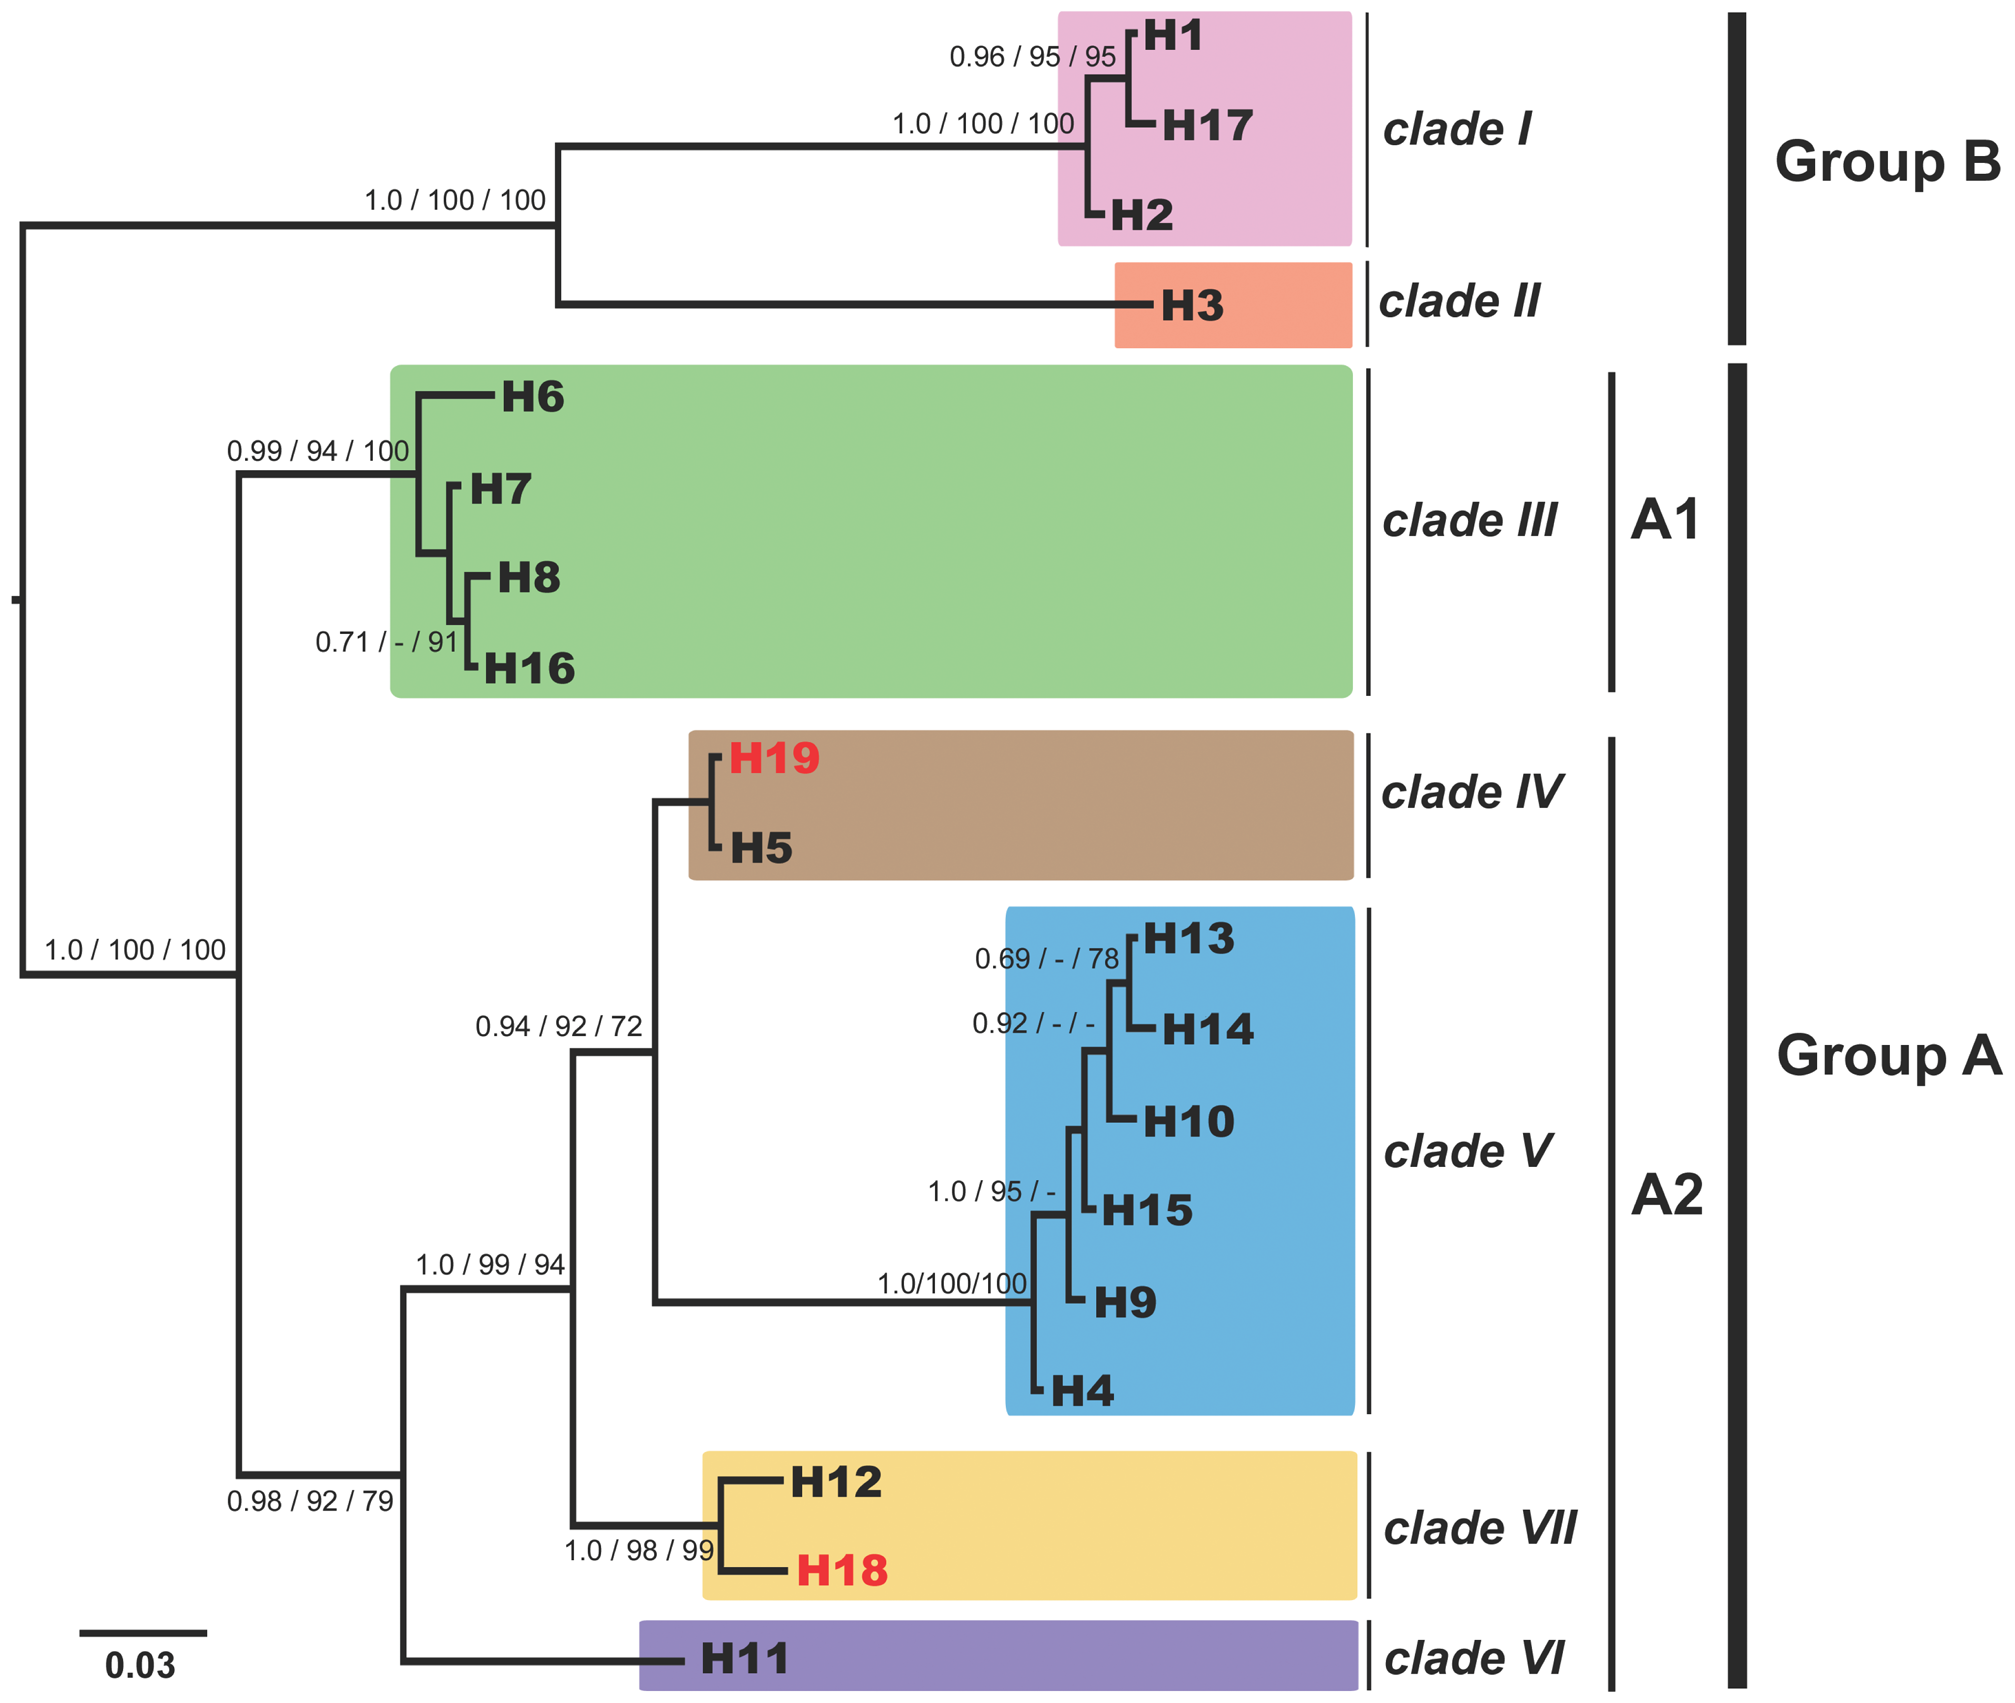 H1
0.96 / 95 / 95
1.0 / 100 / 100
H17
clade I
Group B
1.0 / 100 / 100
H2
H3
clade II
H6
0.99 / 94 / 100
H7
clade III
A1
H8
0.71 / - / 91
H16
H19
clade IV
H5
H13
1.0 / 100 / 100
0.69 / - / 78
0.94 / 92 / 72
0.92 / - / -
H14
Group A
H10
clade V
1.0 / 95 / -
H15
A2
1.0 / 99 / 94
1.0/100/100
H9
H4
H12
0.98 / 92 / 79
clade VII
1.0 / 98 / 99
H18
0.03
H11
clade VI